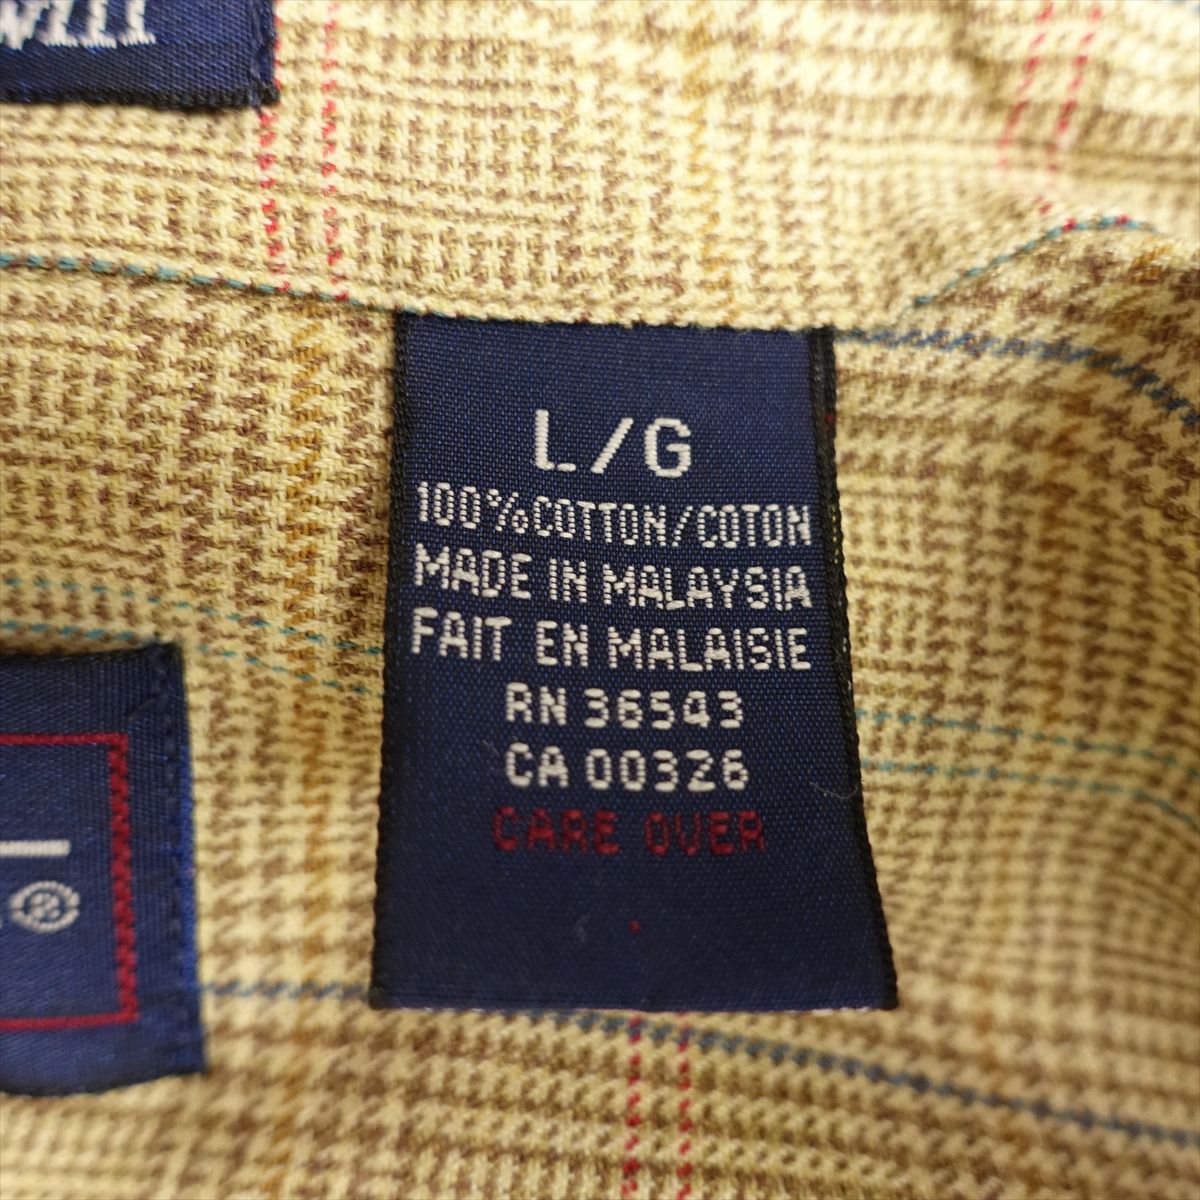 L/G
100%COTTON/COTON
MADE IN MALAYSIA
FAIT EN MALAISIE
RN 36543
CA 00326
CARE OVER
®